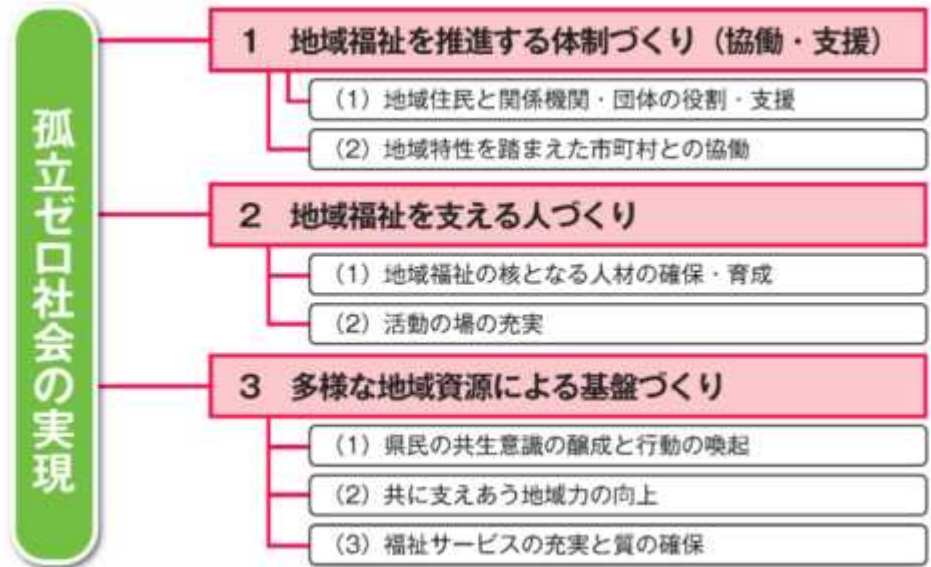 孤立ゼロ社会の実現
1 地域福祉を推進する体制づくり（協働・支援）
（1）地域住民と関係機関・団体の役割・支援
（2）地域特性を踏まえた市町村との協働
2 地域福祉を支える人づくり
（1）地域福祉の核となる人材の確保・育成
（2）活動の場の充実
3 多様な地域資源による基盤づくり
（1）県民の共生意識の醸成と行動の喚起
（2）共に支えあう地域力の向上
（3）福祉サービスの充実と質の確保